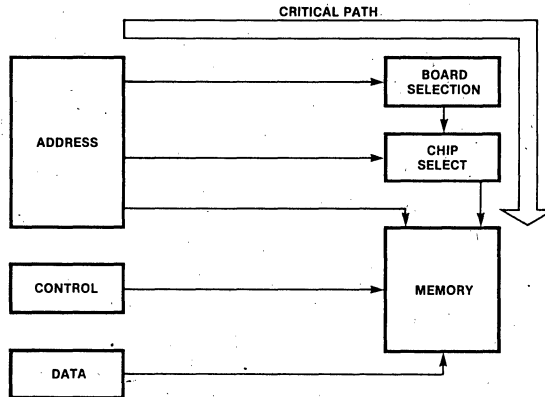 CRITICAL PATH
BOARD
SELECTION
ADDRESS
CHIP
SELECT
CONTROL
MEMORY
DATA